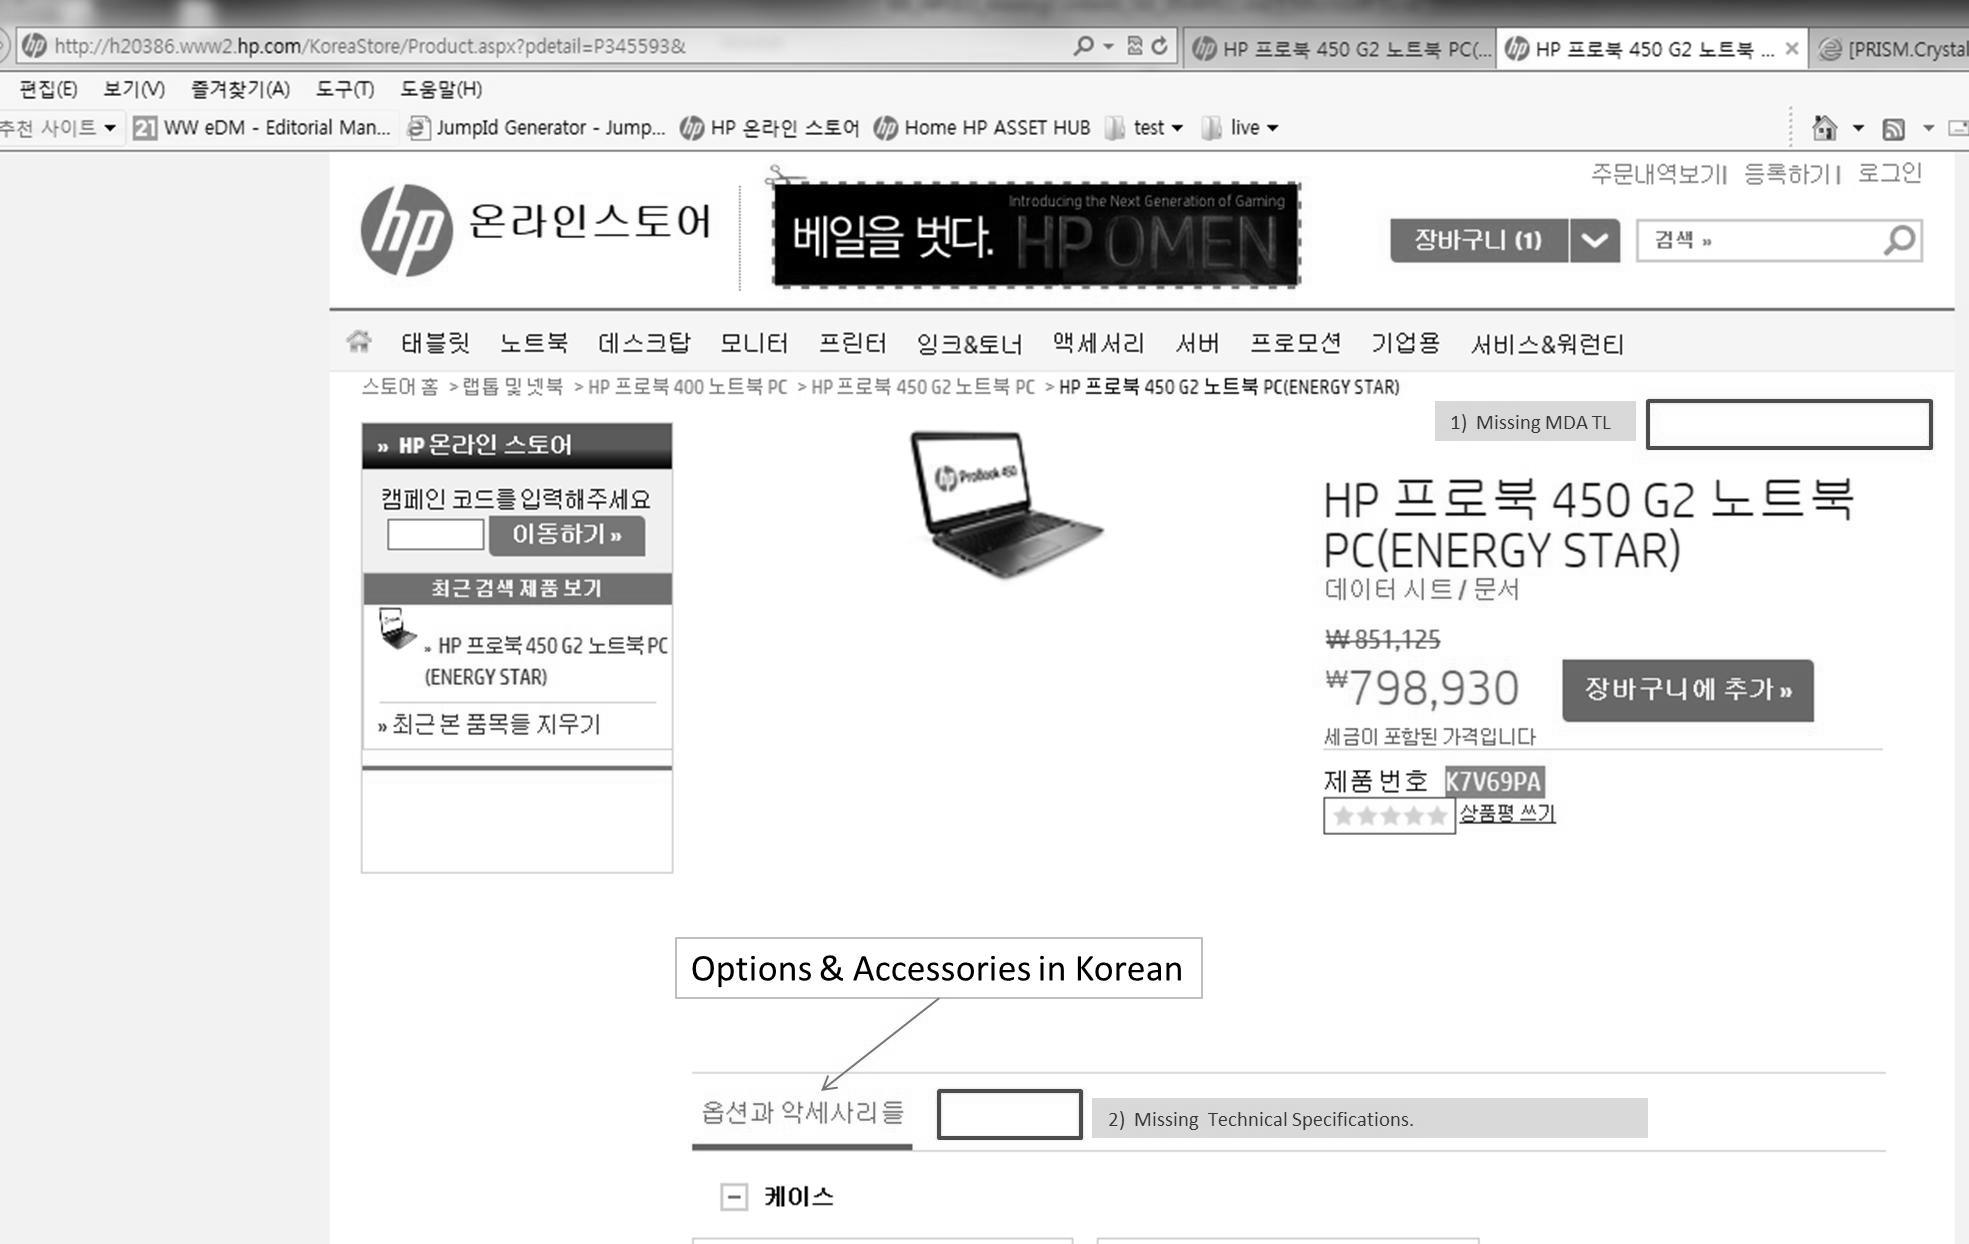 http://h20386.www2.hp.com/KoreaStore/Product.aspx?pdetail=P345593&
HP 프로북 450 G2 노트북 PC(...
HP 프로북 450 G2 노트북 ...
[PRISM.Crystal
편집(E) 보기(V) 즐겨찾기(A) 도구(T) 도움말(H)
추천 사이트 21 WW eDM - Editorial Man... JumpId Generator - Jump... HP 온라인 스토어 Home HP ASSET HUB test live
주문내역보기| 등록하기| 로그인
hp 온라인스토어
Introducing the Next Generation of Gaming
베일을 벗다. HP OMEN
장바구니 (1)
검색 »
태블릿 노트북 데스크탑 모니터 프린터 잉크&토너 액세서리 서버 프로모션 기업용 서비스&워런티
스토어 홈 >랩톱 및 넷북 >HP 프로북 400 노트북 PC >HP 프로북 450 G2 노트북 PC >HP 프로북 450 G2 노트북 PC(ENERGY STAR)
1) Missing MDA TL
» HP 온라인 스토어
캠페인 코드를 입력해주세요
이동하기 »
최근 검색 제품 보기
» HP 프로북 450 G2 노트북 PC
(ENERGY STAR)
» 최근 본 품목들 지우기
hp ProBook 450
HP 프로북 450 G2 노트북
PC(ENERGY STAR)
데이터 시트 / 문서
₩ 851,125
₩798,930
장바구니에 추가 »
세금이 포함된 가격입니다
제품 번호 K7V69PA
상품평 쓰기
Options & Accessories in Korean
옵션과 악세사리들
2) Missing Technical Specifications.
케이스